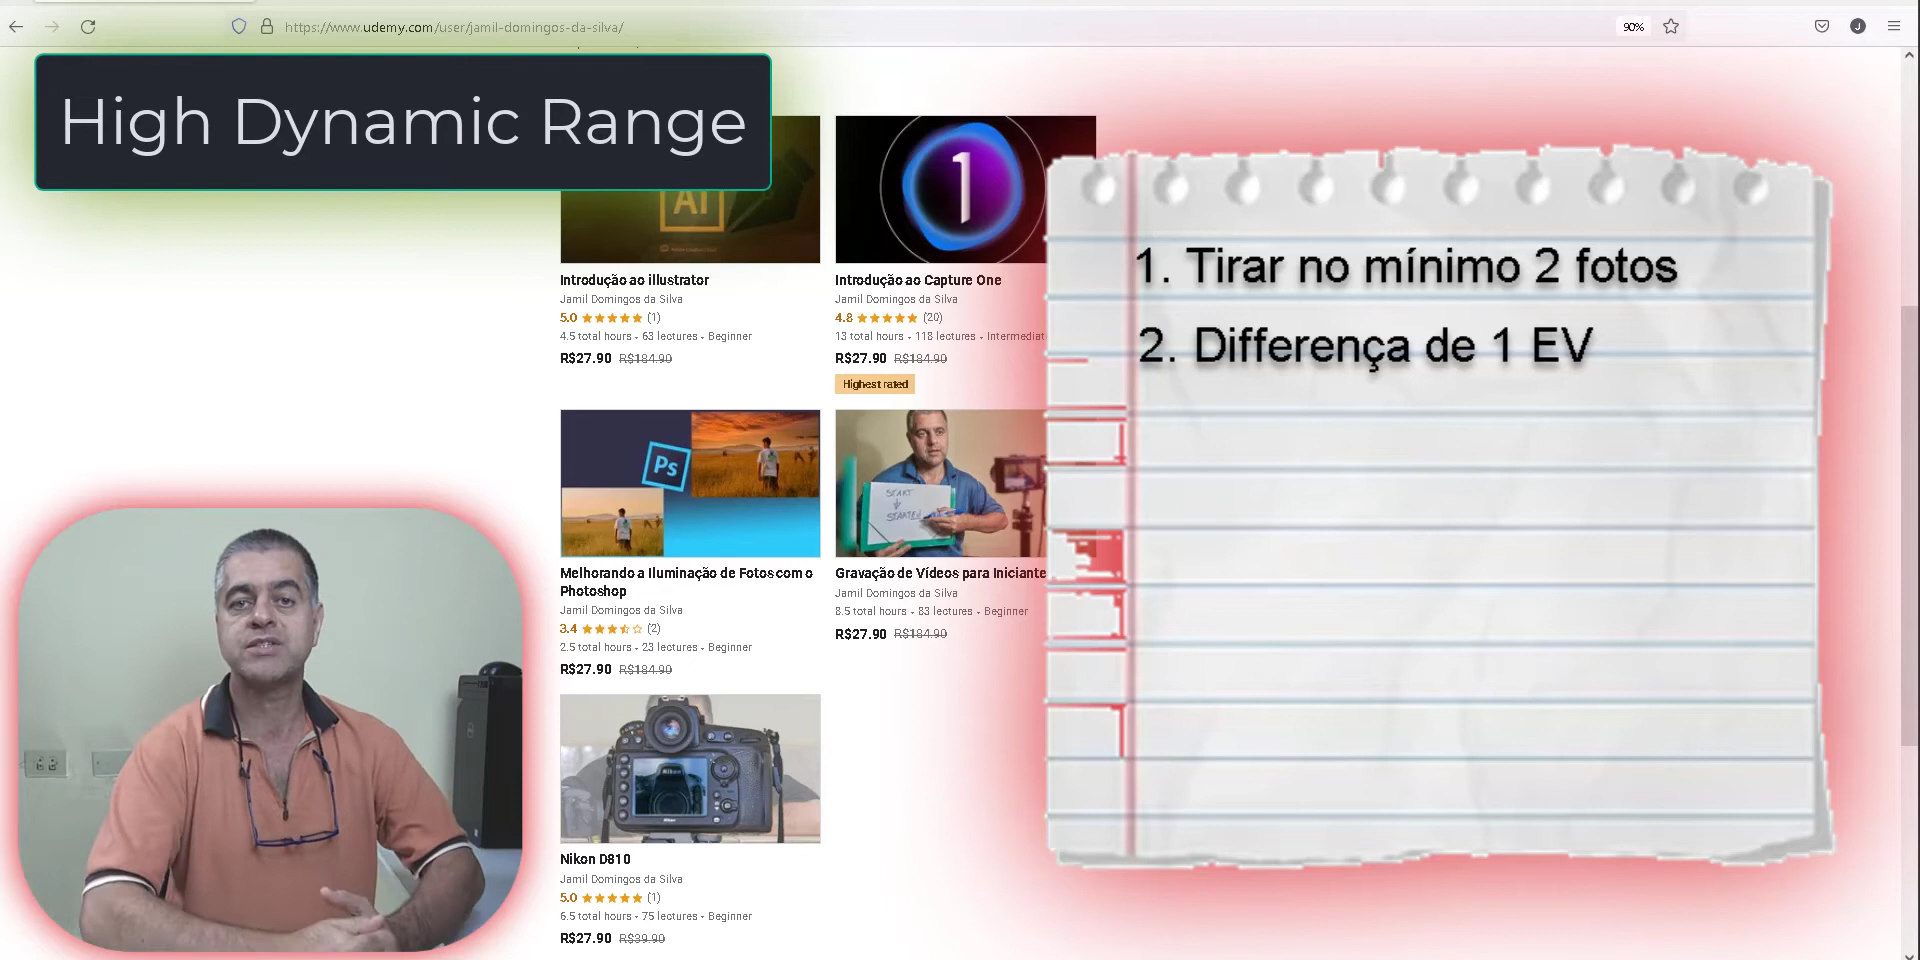 https://www.udemy.com/user/jamil-domingos-da-silva/
90%
J
High Dynamic Range
Ai
1
Introdução ao illustrator
Jamil Domingos da Silva
5.0 (1)
4.5 total hours • 63 lectures • Beginner
R$27.90 R$184.90
Introdução ao Capture One
Jamil Domingos da Silva
4.8 (20)
13 total hours • 118 lectures • Intermediat
R$27.90 R$184.90
Highest rated
Ps
START
STARTED
Melhorando a Iluminação de Fotos com o
Photoshop
Jamil Domingos da Silva
3.4 (2)
2.5 total hours • 23 lectures • Beginner
R$27.90 R$184.90
Gravação de Vídeos para Iniciante
Jamil Domingos da Silva
8.5 total hours • 83 lectures • Beginner
R$27.90 R$184.90
Nikon
Nikon D810
Jamil Domingos da Silva
5.0 (1)
6.5 total hours • 75 lectures • Beginner
R$27.90 R$39.90
1. Tirar no mínimo 2 fotos
2. Differença de 1 EV